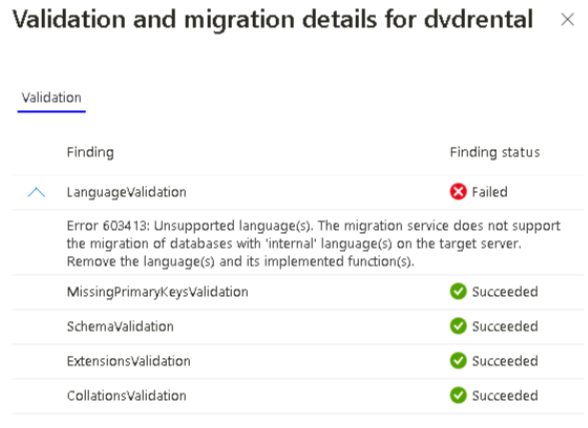 Validation and migration details for dvdrental
Validation
Finding Finding status
LanguageValidation Failed
Error 603413: Unsupported language(s). The migration service does not support
the migration of databases with 'internal' language(s) on the target server.
Remove the language(s) and its implemented function(s).
MissingPrimaryKeysValidation Succeeded
SchemaValidation Succeeded
ExtensionsValidation Succeeded
CollationsValidation Succeeded